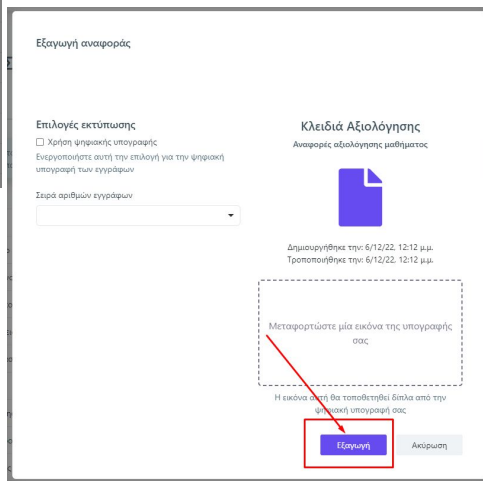 Εξαγωγή αναφοράς
Επιλογές εκτύπωσης
Χρήση ψηφιακής υπογραφής
Ενεργοποιήστε αυτή την επιλογή για την ψηφιακή
υπογραφή των εγγράφων
Σειρά αριθμών εγγράφων
Κλειδιά Αξιολόγησης
Αναφορές αξιολόγησης μαθήματος
Δημιουργήθηκε την: 6/12/22, 12:12 μ.μ.
Τροποποιήθηκε την: 6/12/22, 12:12 μ.μ.
Μεταφορτώστε μία εικόνα της υπογραφής
σας
Η εικόνα αυτή θα τοποθετηθεί δίπλα από την
ψηφιακή υπογραφή σας
Εξαγωγή
Ακύρωση